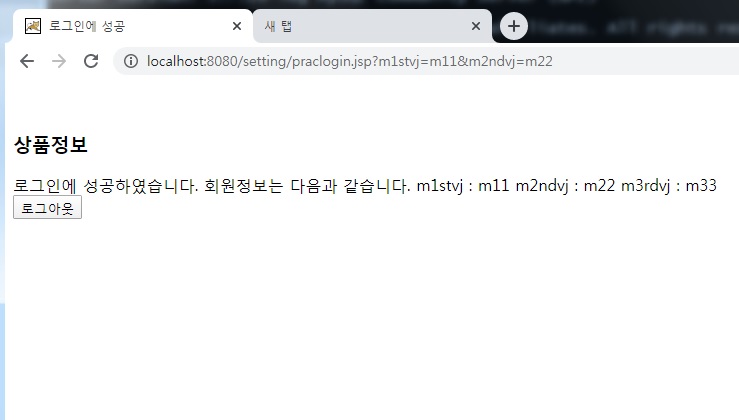 로그인에 성공
새 탭
localhost:8080/setting/praclogin.jsp?m1stvj=m11&m2ndvj=m22
상품정보
로그인에 성공하였습니다. 회원정보는 다음과 같습니다. m1stvj : m11 m2ndvj : m22 m3rdvj : m33
로그아웃